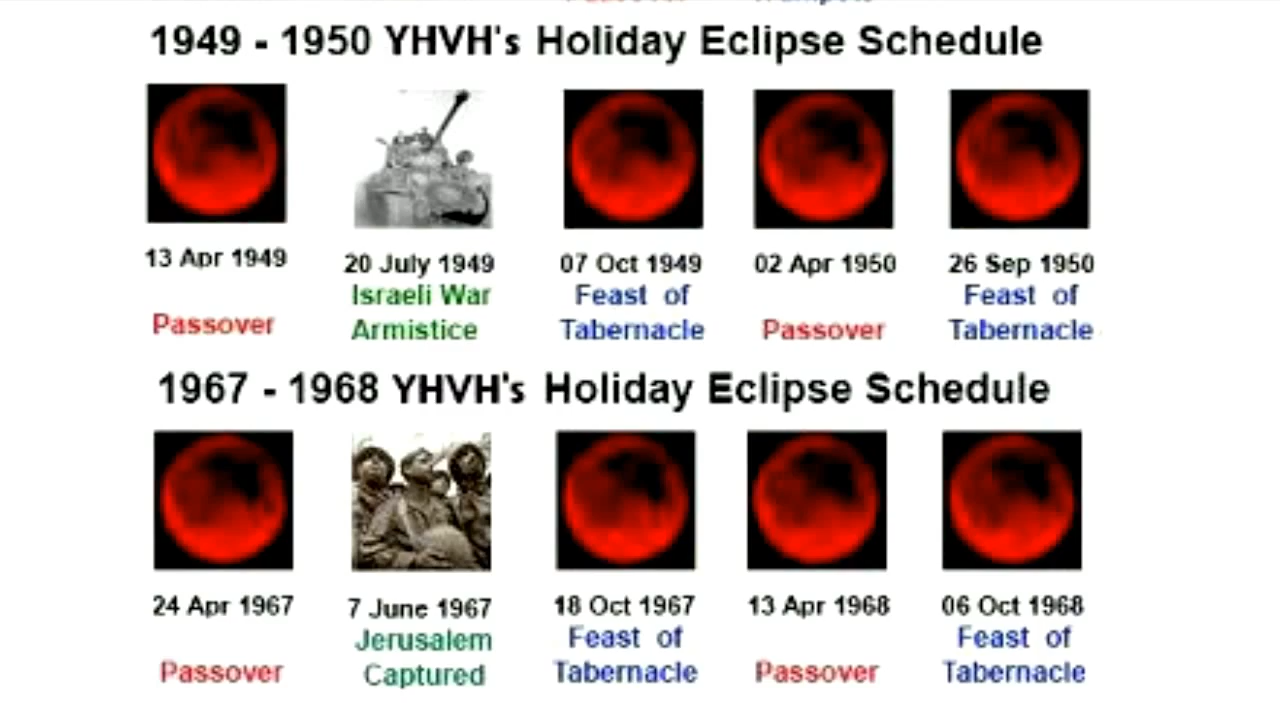 1949 - 1950 YHVH's Holiday Eclipse Schedule
13 Apr 1949
Passover
20 July 1949
Israeli War
Armistice
07 Oct 1949
Feast of
Tabernacle
02 Apr 1950
Passover
26 Sep 1950
Feast of
Tabernacle
1967 - 1968 YHVH's Holiday Eclipse Schedule
24 Apr 1967
Passover
7 June 1967
Jerusalem
Captured
18 Oct 1967
Feast of
Tabernacle
13 Apr 1968
Passover
06 Oct 1968
Feast of
Tabernacle